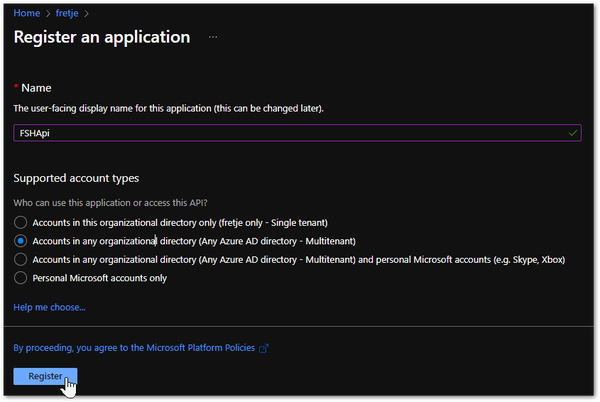 Home > fretje >
Register an application ...
* Name
The user-facing display name for this application (this can be changed later).
FSHApi
Supported account types
Who can use this application or access this API?
Accounts in this organizational directory only (fretje only - Single tenant)
Accounts in any organizational directory (Any Azure AD directory - Multitenant)
Accounts in any organizational directory (Any Azure AD directory - Multitenant) and personal Microsoft accounts (e.g. Skype, Xbox)
Personal Microsoft accounts only
Help me choose...
By proceeding, you agree to the Microsoft Platform Policies
Register